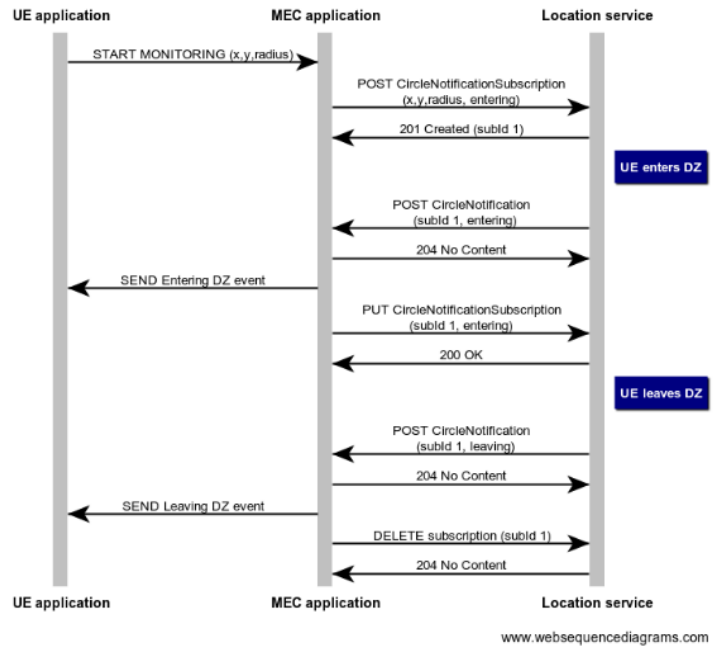 UE application
MEC application
Location service
START MONITORING (x,y,radius)
POST CircleNotificationSubscription
(x,y,radius, entering)
201 Created (subId 1)
UE enters DZ
POST CircleNotification
(subId 1, entering)
204 No Content
SEND Entering DZ event
PUT CircleNotificationSubscription
(subId 1, entering)
200 OK
UE leaves DZ
POST CircleNotification
(subId 1, leaving)
204 No Content
SEND Leaving DZ event
DELETE subscription (subId 1)
204 No Content
UE application
MEC application
Location service
www.websequencediagrams.com